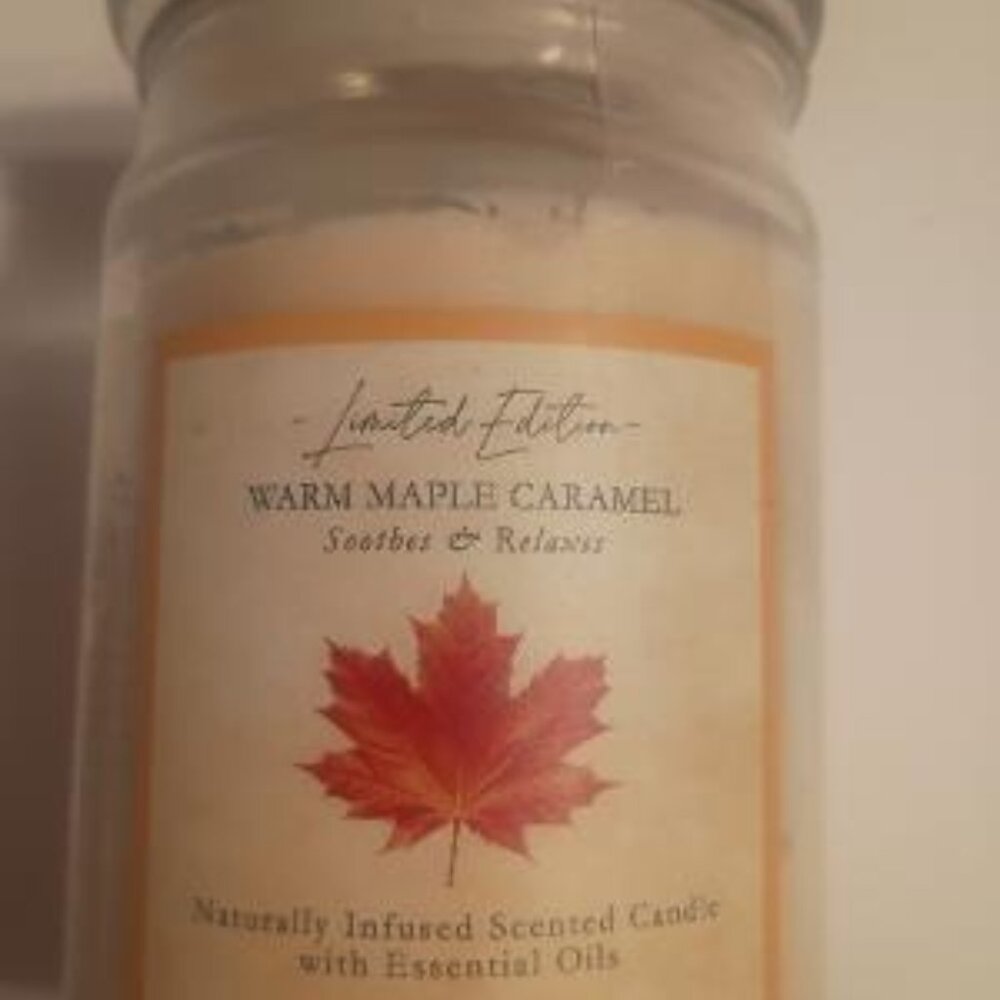 - Limited Edition -
WARM MAPLE CARAMEL
Soothes & Relaxes
Naturally Infused Scented Candle
with Essential Oils